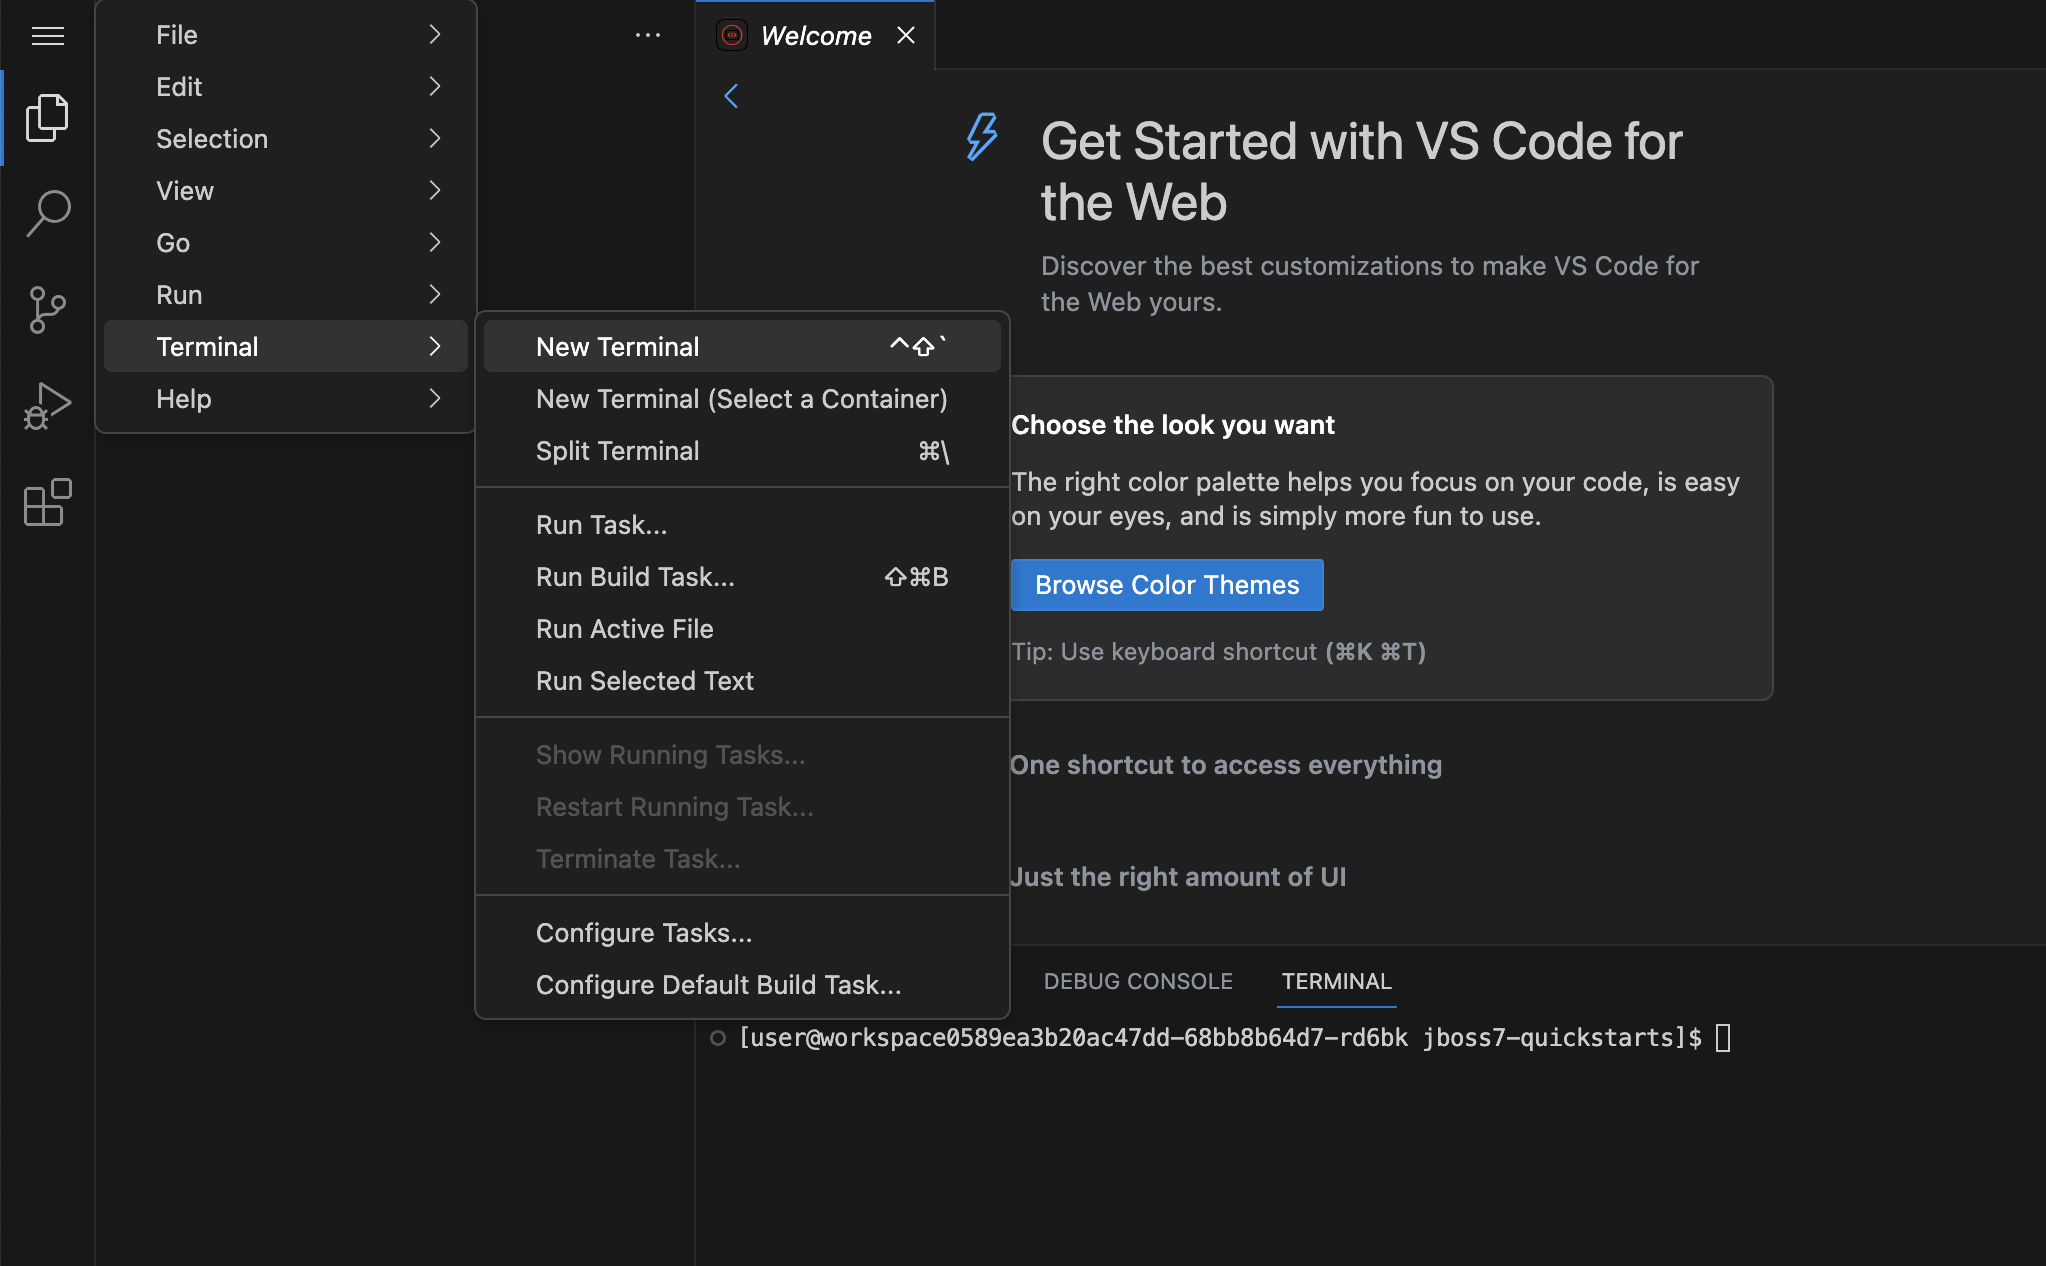 File
Edit
Selection
View
Go
Run
Terminal
Help
New Terminal ^⇧`
New Terminal (Select a Container)
Split Terminal ⌘\
Run Task...
Run Build Task... ⇧⌘B
Run Active File
Run Selected Text
Show Running Tasks...
Restart Running Task...
Terminate Task...
Configure Tasks...
Configure Default Build Task...
Welcome
Get Started with VS Code for
the Web
Discover the best customizations to make VS Code for
the Web yours.
Choose the look you want
The right color palette helps you focus on your code, is easy
on your eyes, and is simply more fun to use.
Browse Color Themes
Tip: Use keyboard shortcut (⌘K ⌘T)
One shortcut to access everything
Just the right amount of UI
DEBUG CONSOLE
TERMINAL
[user@workspace0589ea3b20ac47dd-68bb8b64d7-rd6bk jboss7-quickstarts]$